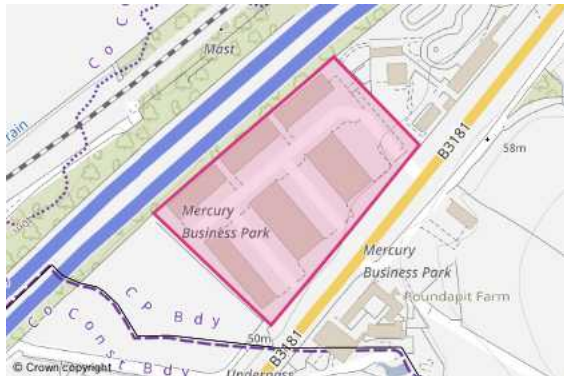 Co C
Mast
rain
B3181
58m
Mercury
Business Park
Mercury
Business Park
Poundapit Farm
CP Bdy
Co Const Bdy
50m
B3181
Underpass
© Crown copyright